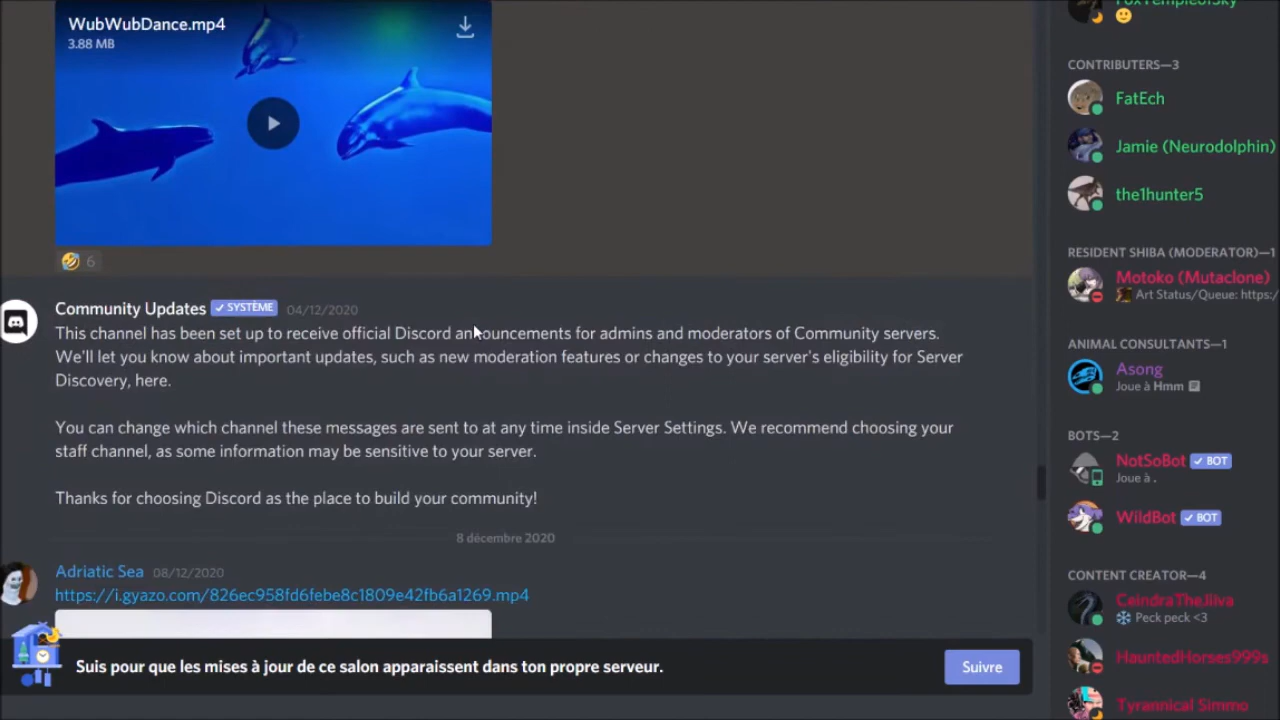 WubWubDance.mp4
3.88 MB
6
Community Updates ✓ SYSTÈME 04/12/2020
This channel has been set up to receive official Discord announcements for admins and moderators of Community servers.
We'll let you know about important updates, such as new moderation features or changes to your server's eligibility for Server
Discovery, here.
You can change which channel these messages are sent to at any time inside Server Settings. We recommend choosing your
staff channel, as some information may be sensitive to your server.
Thanks for choosing Discord as the place to build your community!
8 décembre 2020
Adriatic Sea 08/12/2020
https://i.gyazo.com/826ec958fd6febe8c1809e42fb6a1269.mp4
Suis pour que les mises à jour de ce salon apparaissent dans ton propre serveur.
Suivre
FoxTempleofSky
CONTRIBUTERS—3
FatEch
Jamie (Neurodolphin)
the1hunter5
RESIDENT SHIBA (MODERATOR)—1
Motoko (Mutaclone)
Art Status/Queue: https:/
ANIMAL CONSULTANTS—1
Asong
Joue à Hmm
BOTS—2
NotSoBot ✓ BOT
Joue à .
WildBot ✓ BOT
CONTENT CREATOR—4
CeindraTheJilva
Peck peck <3
HauntedHorses999s
Tyrannical Simmo